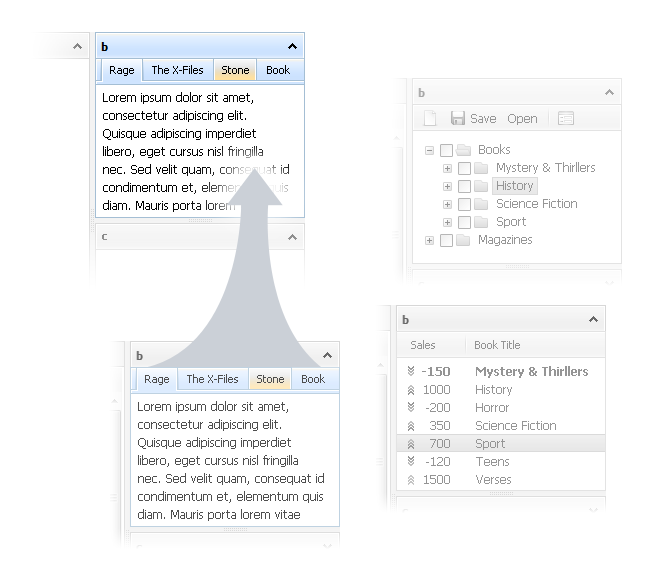 b
Rage The X-Files Stone Book
Lorem ipsum dolor sit amet,
consectetur adipiscing elit.
Quisque adipiscing imperdiet
libero, eget cursus nisl fringilla
nec. Sed velit quam, consequat id
condimentum et, elementum quis
diam. Mauris porta lorem
c
b
Save Open
Books
Mystery & Thirllers
History
Science Fiction
Sport
Magazines
b
Rage The X-Files Stone Book
Lorem ipsum dolor sit amet,
consectetur adipiscing elit.
Quisque adipiscing imperdiet
libero, eget cursus nisl fringilla
nec. Sed velit quam, consequat id
condimentum et, elementum quis
diam. Mauris porta lorem vitae
b
Sales Book Title
-150 Mystery & Thirllers
1000 History
-200 Horror
350 Science Fiction
700 Sport
-120 Teens
1500 Verses